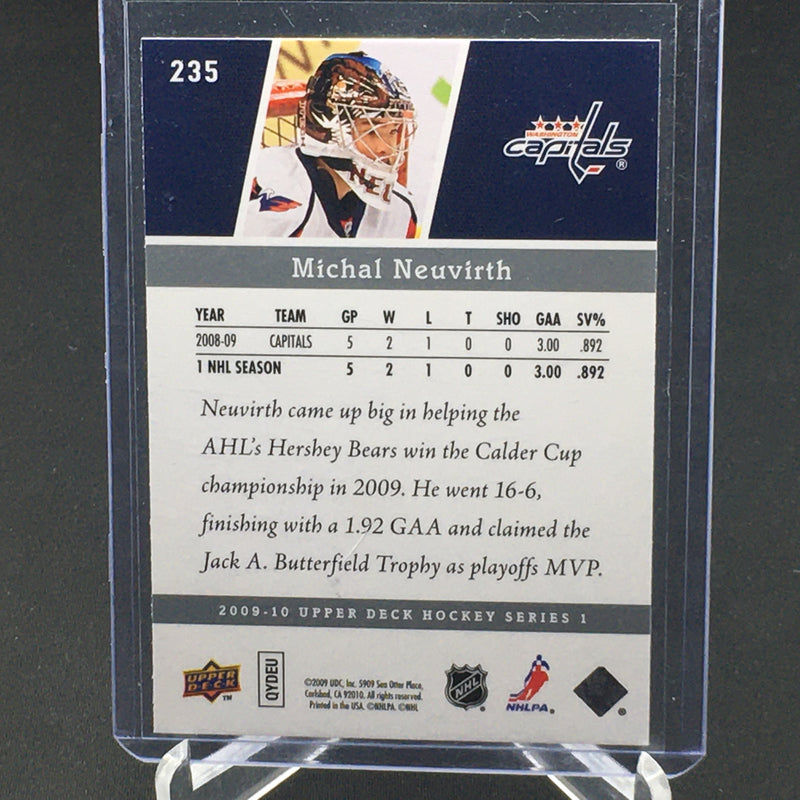 235
NEU
WASHINGTON
capitals®
Michal Neuvirth
YEAR TEAM GP W L T SHO GAA SV%
2008-09 CAPITALS 5 2 1 0 0 3.00 .892
1 NHL SEASON 5 2 1 0 0 3.00 .892
Neuvirth came up big in helping the
AHL's Hershey Bears win the Calder Cup
championship in 2009. He went 16-6,
finishing with a 1.92 GAA and claimed the
Jack A. Butterfield Trophy as playoffs MVP.
2009-10 UPPER DECK HOCKEY SERIES 1
UPPER DECK™
QYDEU
©2009 UDC, Inc. 5909 Sea Otter Place,
Carlsbad, CA 92010. All rights reserved.
Printed in the USA. ©NHLPA. ©NHL
NHL®
NHLPA®
®